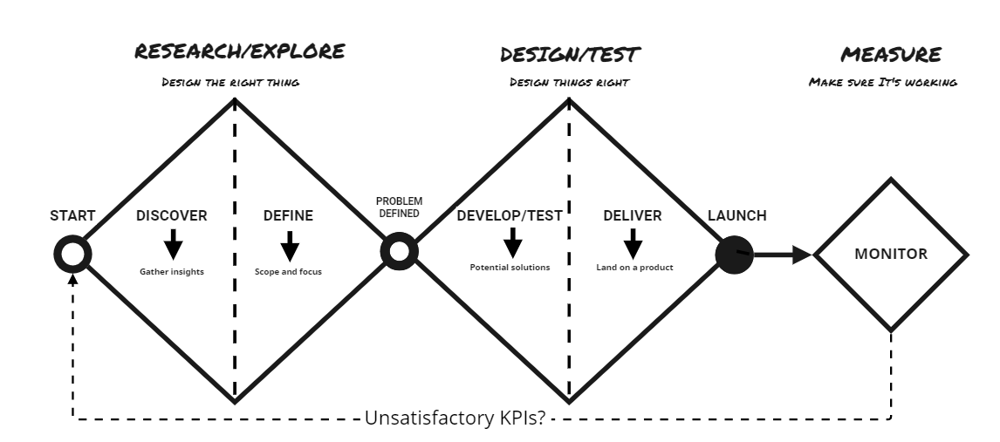 RESEARCH/EXPLORE
DESIGN THE RIGHT THING
DESIGN/TEST
DESIGN THINGS RIGHT
MEASURE
MAKE SURE IT'S WORKING
START
DISCOVER
Gather insights
DEFINE
Scope and focus
PROBLEM
DEFINED
DEVELOP/TEST
Potential solutions
DELIVER
Land on a product
LAUNCH
MONITOR
Unsatisfactory KPIs?